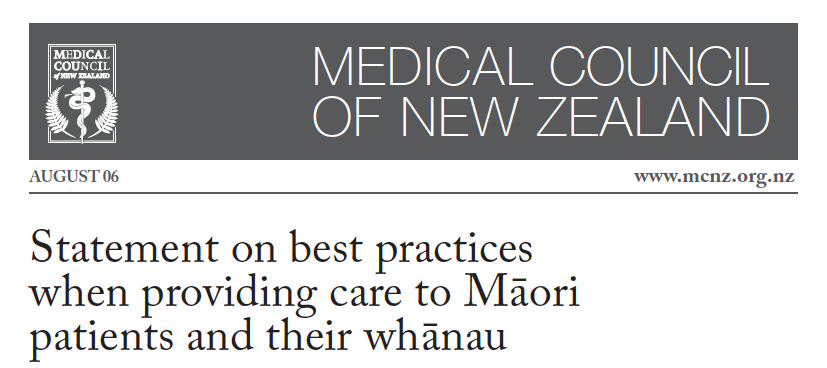 MEDICAL
COUNCIL
of NEW ZEALAND
MEDICAL COUNCIL
OF NEW ZEALAND
AUGUST 06
www.mcnz.org.nz
Statement on best practices
when providing care to Māori
patients and their whānau